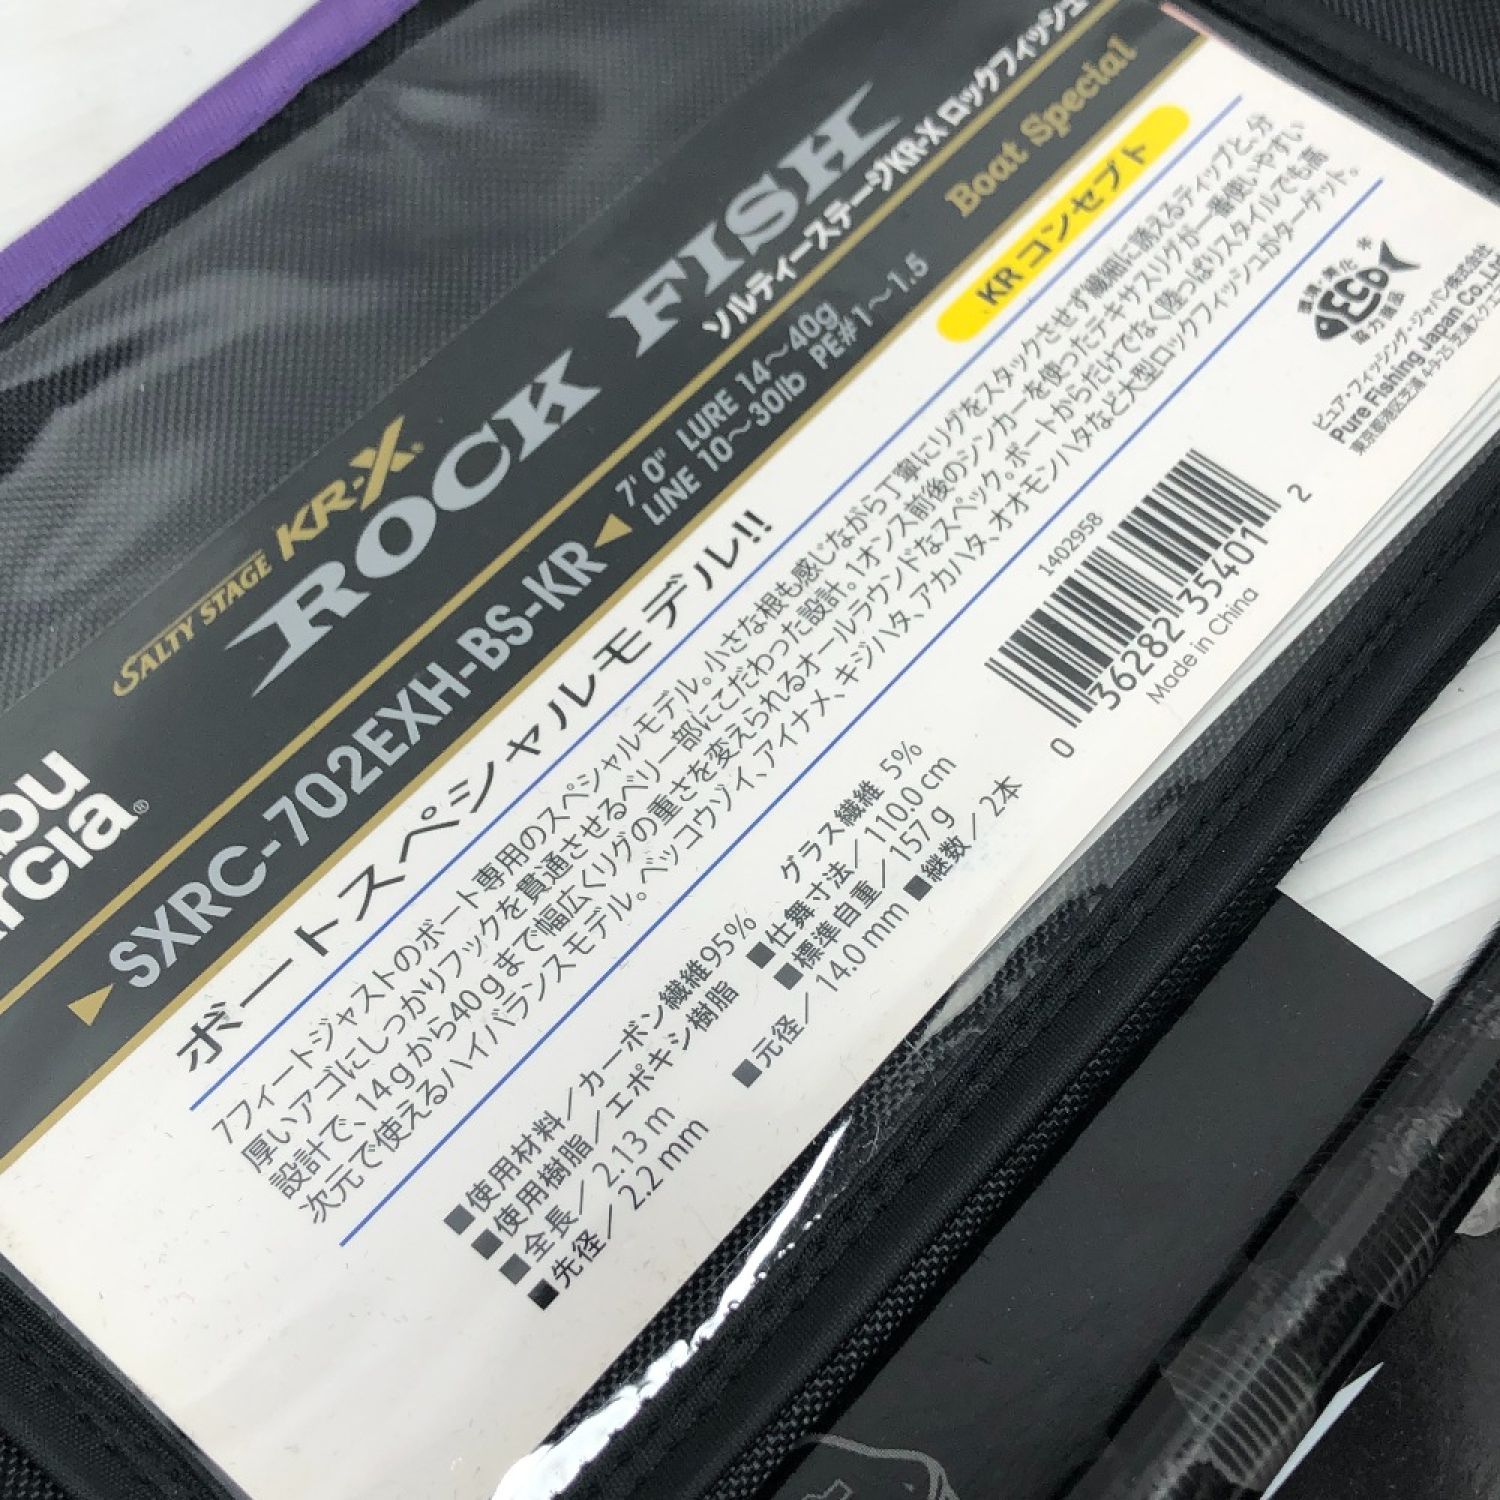 SALTY STAGE KR-X®
ROCK FISH
ソルティーステージKR-X ロックフィッシュ
Boat Special
SXRC-702EXH-BS-KR
7' 0" LURE 14〜40g
LINE 10〜30lb PE#1〜1.5
ボートスペシャルモデル!!
KR コンセプト
7フィートジャストのボート専用のスペシャルモデル。小さな根も感じながら丁寧にリグをスタックさせず繊細に誘えるティップと、分
厚いアゴにしっかりフックを貫通させるベリー部にこだわった設計。1オンス前後のシンカーを使ったテキサスリグが一番使いやすい
設計で、14gから40gまで幅広くリグの重さを変えられるオールラウンドなスペック。ボートからだけでなく陸っぱりスタイルでも高
次元で使えるハイバランスモデル。ベッコウゾイ、アイナメ、キジハタ、アカハタ、オオモンハタなど大型ロックフィッシュがターゲット。
■使用材料／カーボン繊維95%
グラス繊維 5%
■使用樹脂／エポキシ樹脂
■全長／2.13 m
■先径／2.2 mm
■仕舞寸法／110.0 cm
■標準自重／157 g
■元径／14.0 mm
■継数／2本
1402958
0 36282 35401 2
Made in China
ECO
協力商品
ピュア・フィッシング・ジャパン株式会社
Pure Fishing Japan Co.,Ltd